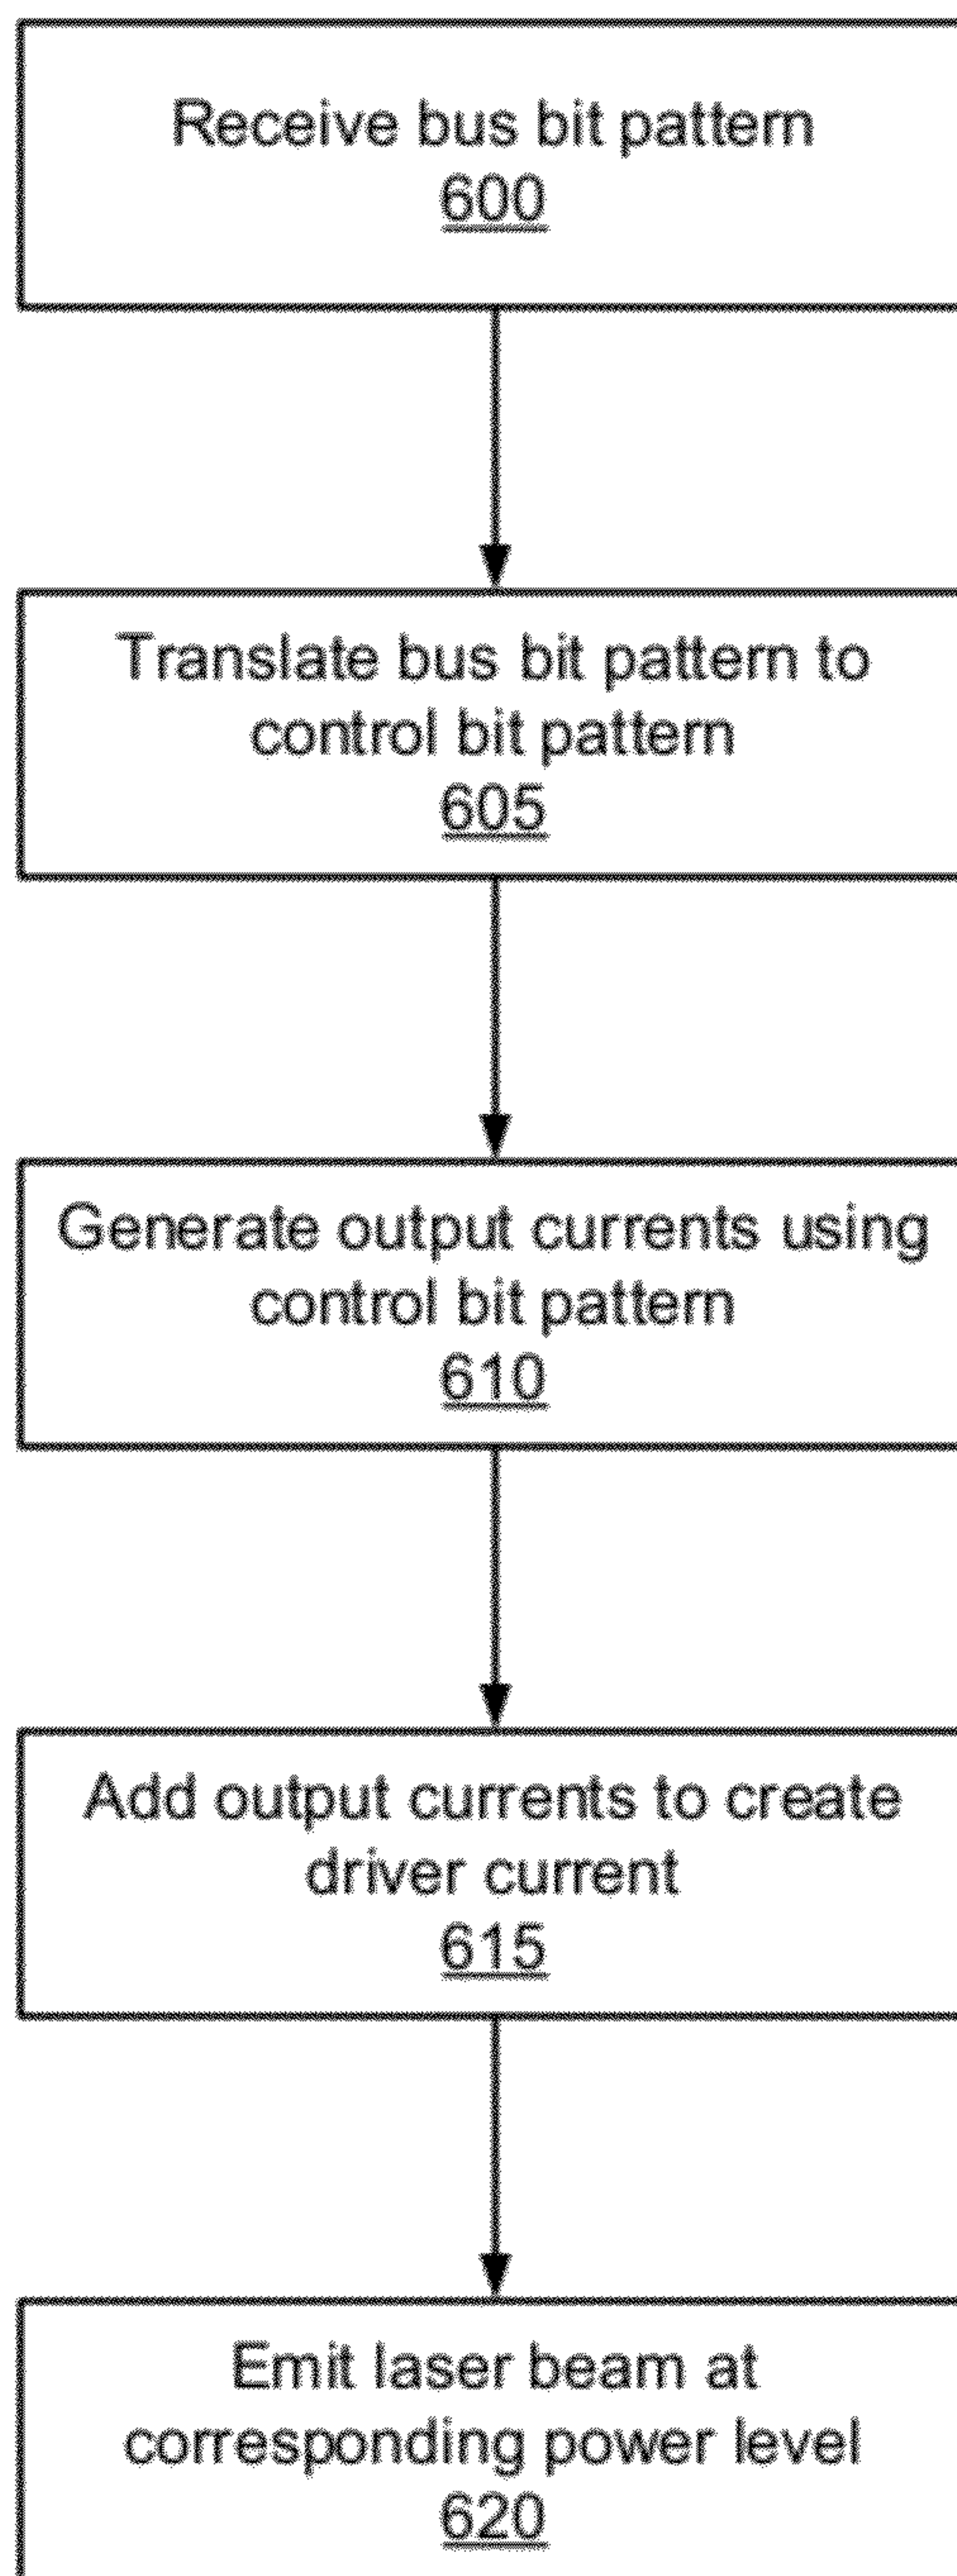 Receive bus bit pattern
600
Translate bus bit pattern to
control bit pattern
605
Generate output currents using
control bit pattern
610
Add output currents to create
driver current
615
Emit laser beam at
corresponding power level
620